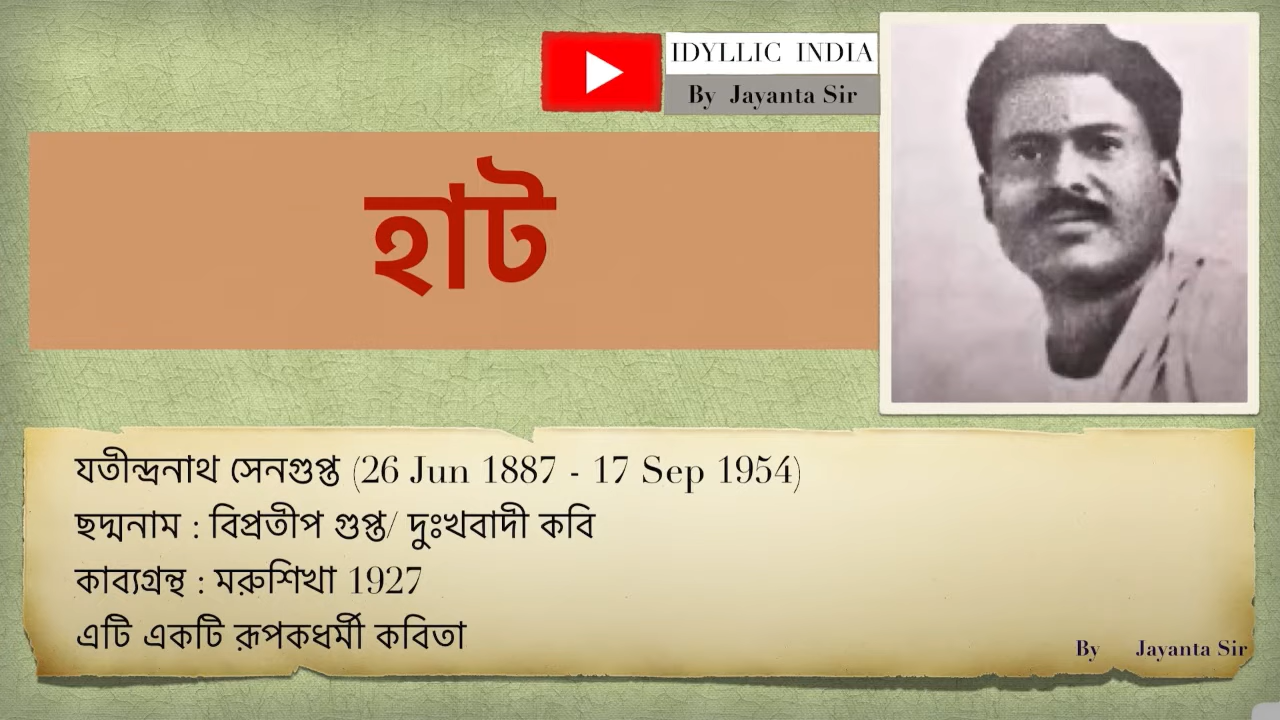 IDYLLIC INDIA
By Jayanta Sir
হাট
যতীন্দ্রনাথ সেনগুপ্ত (26 Jun 1887 - 17 Sep 1954)
ছদ্মনাম : বিপ্রতীপ গুপ্ত/ দুঃখবাদী কবি
কাব্যগ্রন্থ : মরুশিখা 1927
এটি একটি রূপকধর্মী কবিতা
By Jayanta Sir